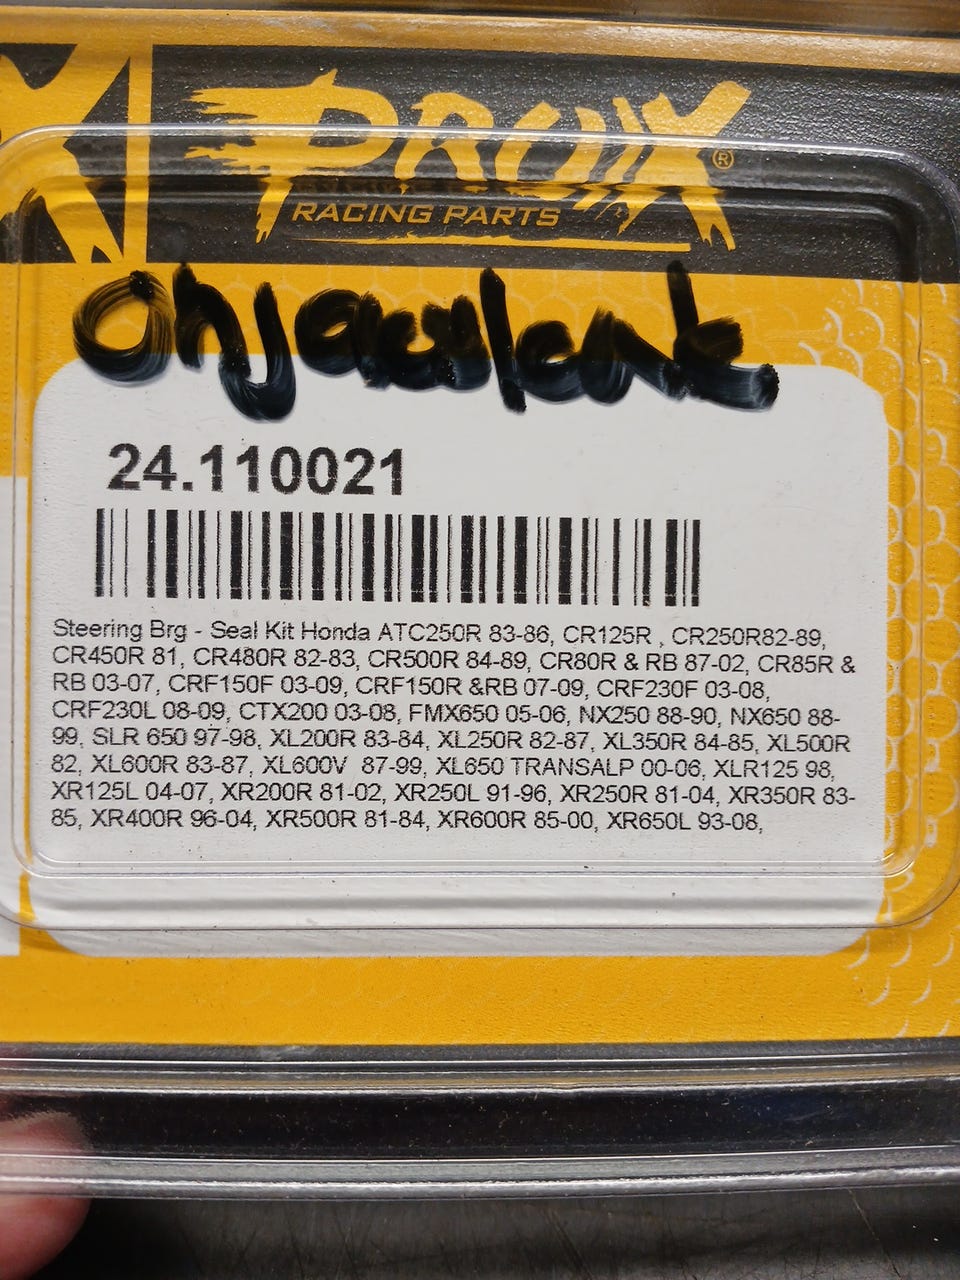 PROX®
RACING PARTS
24.110021
Steering Brg - Seal Kit Honda ATC250R 83-86, CR125R , CR250R82-89,
CR450R 81, CR480R 82-83, CR500R 84-89, CR80R & RB 87-02, CR85R &
RB 03-07, CRF150F 03-09, CRF150R &RB 07-09, CRF230F 03-08,
CRF230L 08-09, CTX200 03-08, FMX650 05-06, NX250 88-90, NX650 88-
99, SLR 650 97-98, XL200R 83-84, XL250R 82-87, XL350R 84-85, XL500R
82, XL600R 83-87, XL600V 87-99, XL650 TRANSALP 00-06, XLR125 98,
XR125L 04-07, XR200R 81-02, XR250L 91-96, XR250R 81-04, XR350R 83-
85, XR400R 96-04, XR500R 81-84, XR600R 85-00, XR650L 93-08,